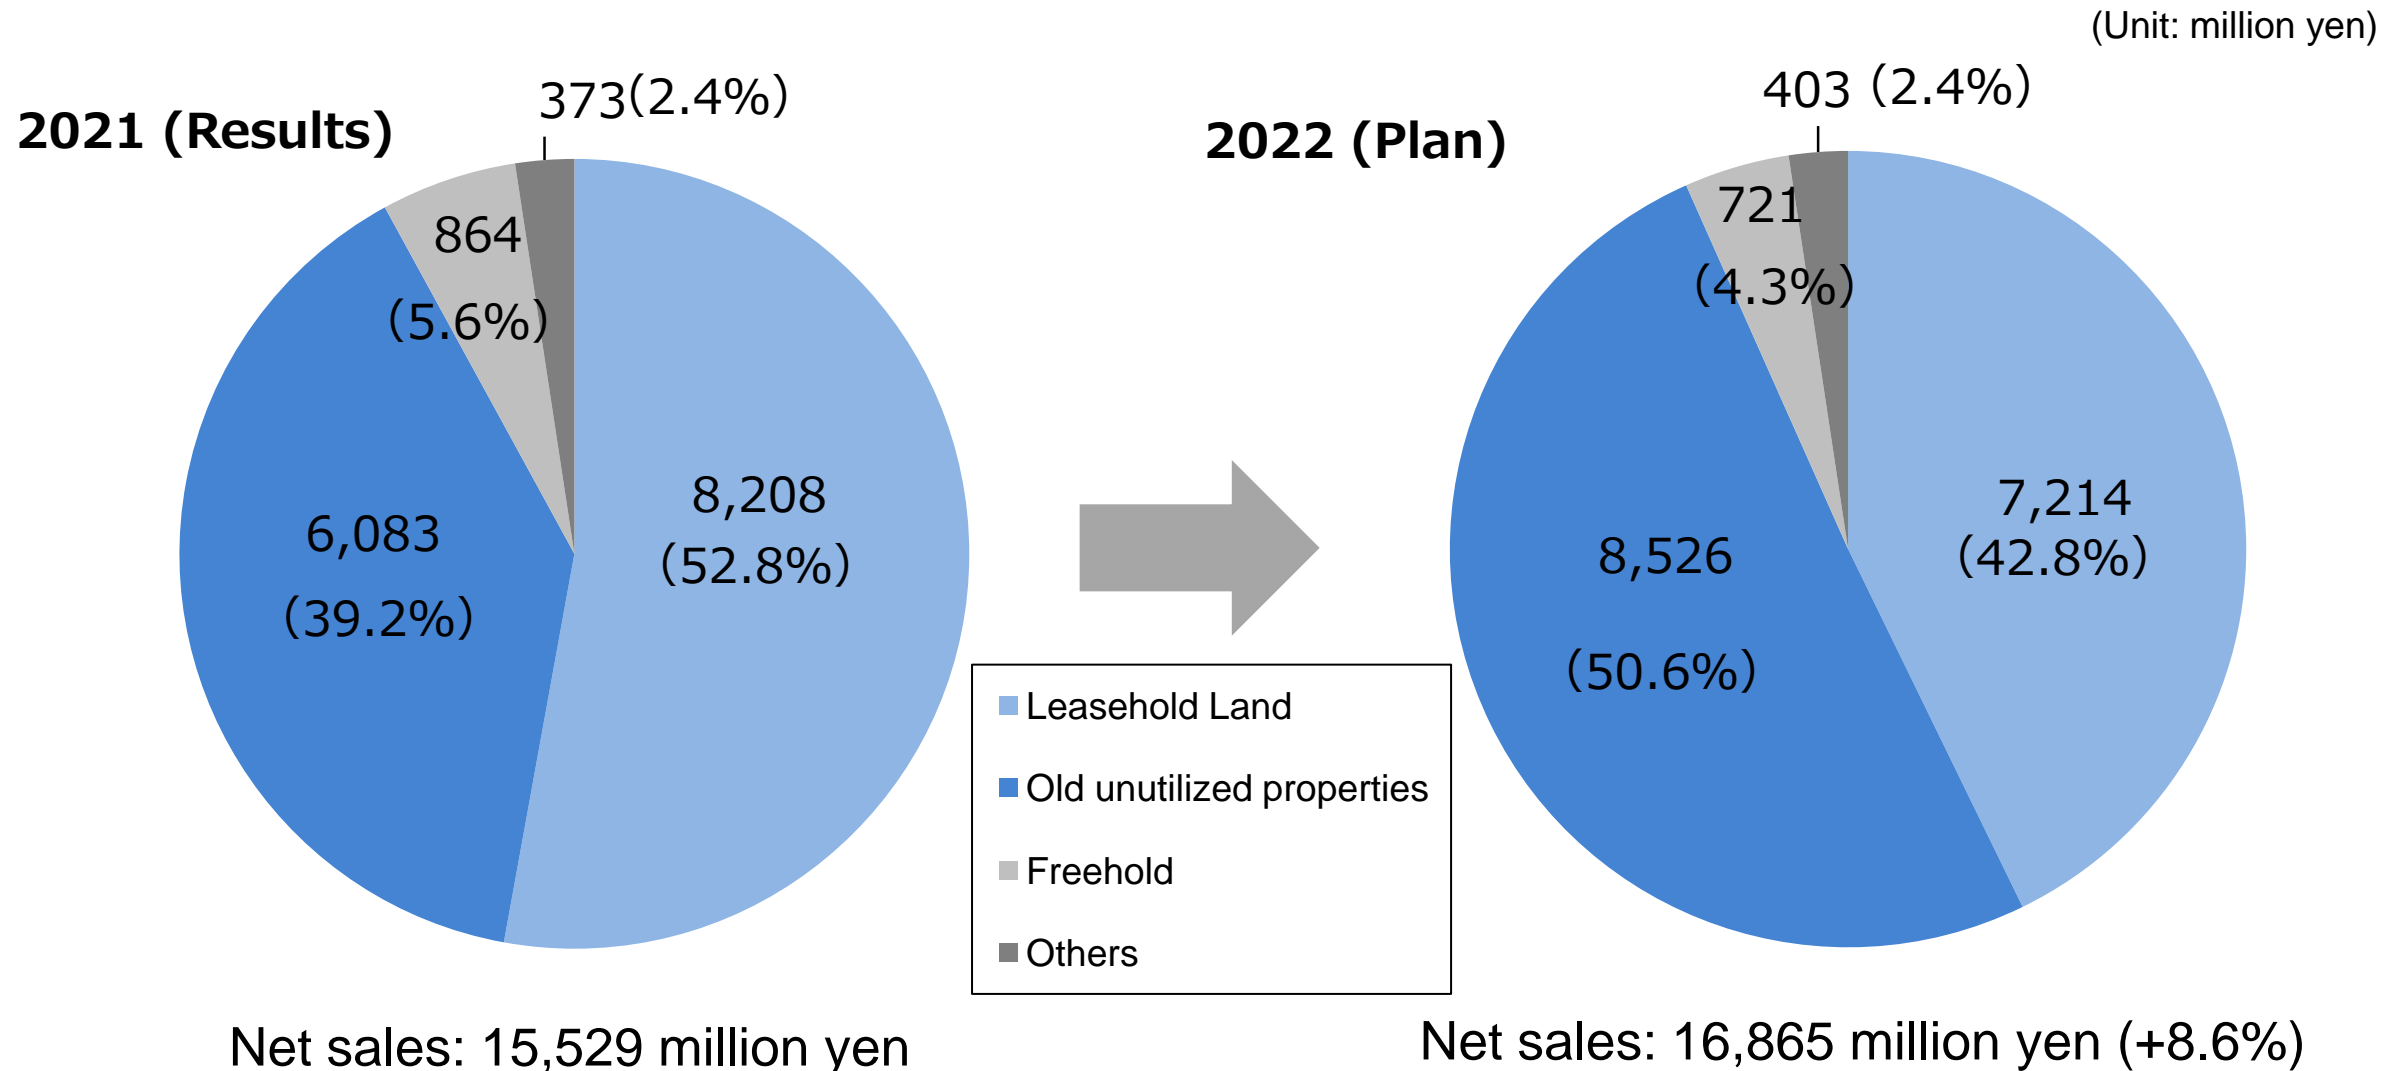 (Unit: million yen)
2021 (Results)
373(2.4%)
864
(5.6%)
8,208
(52.8%)
6,083
(39.2%)
Net sales: 15,529 million yen
2022 (Plan)
403 (2.4%)
721
(4.3%)
7,214
(42.8%)
8,526
(50.6%)
Leasehold Land
Old unutilized properties
Freehold
Others
Net sales: 16,865 million yen (+8.6%)